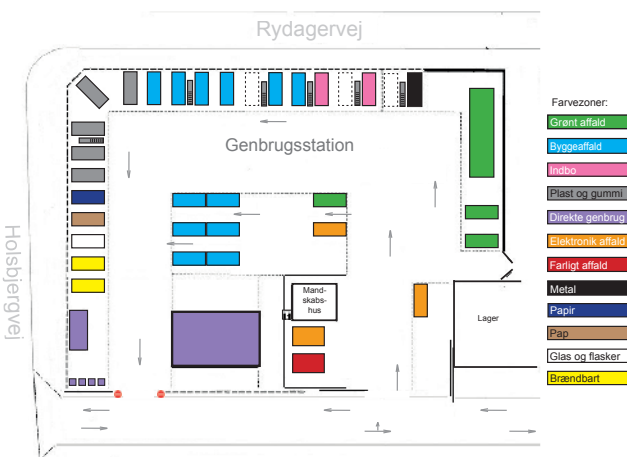 Rydagervej
Genbrugsstation
Holsbjergvej
Mand-
skabs-
hus
Lager
Farvezoner:
Grønt affald
Byggeaffald
Indbo
Plast og gummi
Direkte genbrug
Elektronik affald
Farligt affald
Metal
Papir
Pap
Glas og flasker
Brændbart